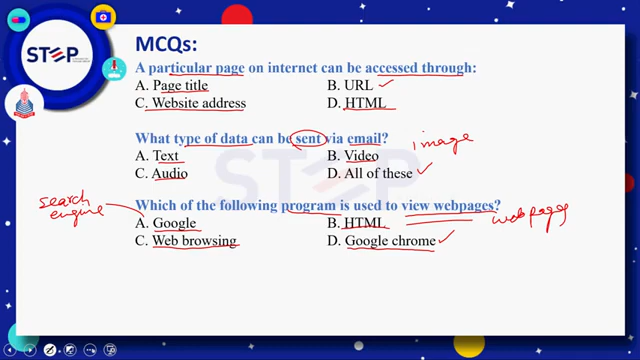 STEP
MCQs:
A particular page on internet can be accessed through:
A. Page title
B. URL
C. Website address
D. HTML
What type of data can be sent via email?
image
A. Text
B. Video
C. Audio
D. All of these
STEP
search engine
Which of the following program is used to view webpages?
A. Google
B. HTML
webpages
C. Web browsing
D. Google chrome